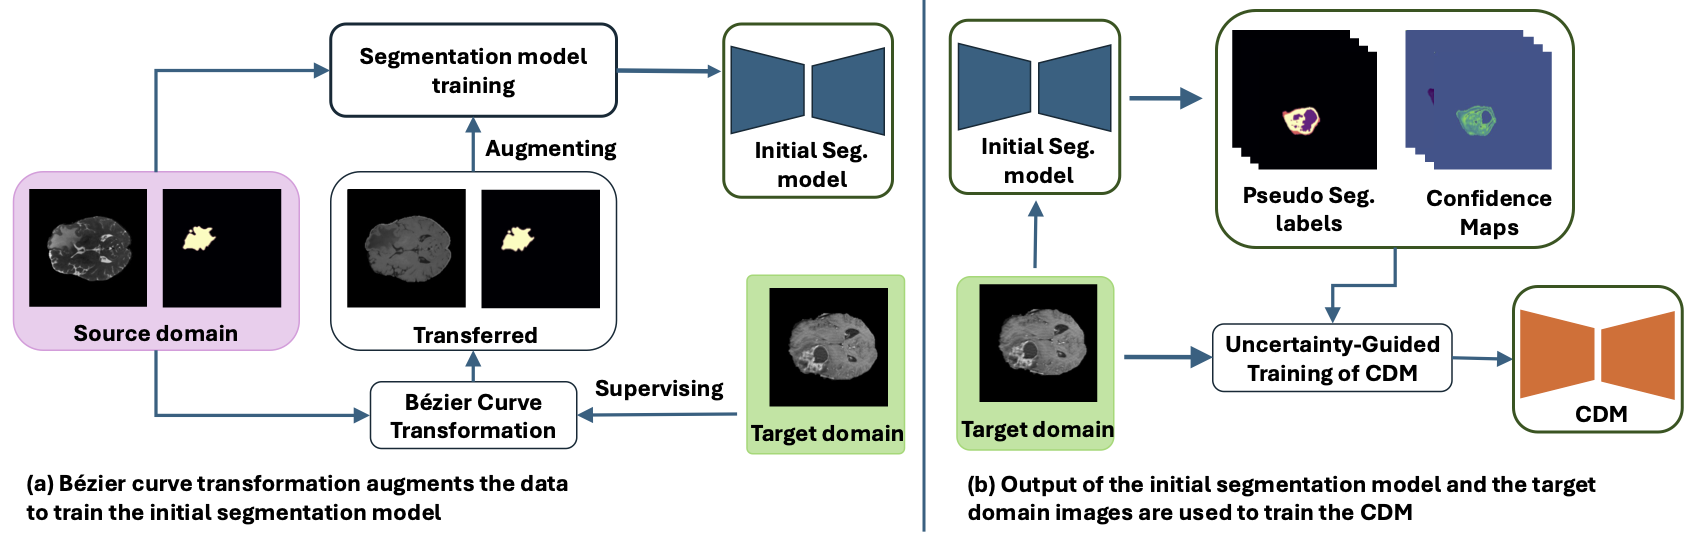 Segmentation model
training
Initial Seg.
model
Augmenting
Source domain
Transferred
Bézier Curve
Transformation
Supervising
Target domain
(a) Bézier curve transformation augments the data
to train the initial segmentation model
Initial Seg.
model
Pseudo Seg.
labels
Confidence
Maps
Target domain
Uncertainty-Guided
Training of CDM
CDM
(b) Output of the initial segmentation model and the target
domain images are used to train the CDM